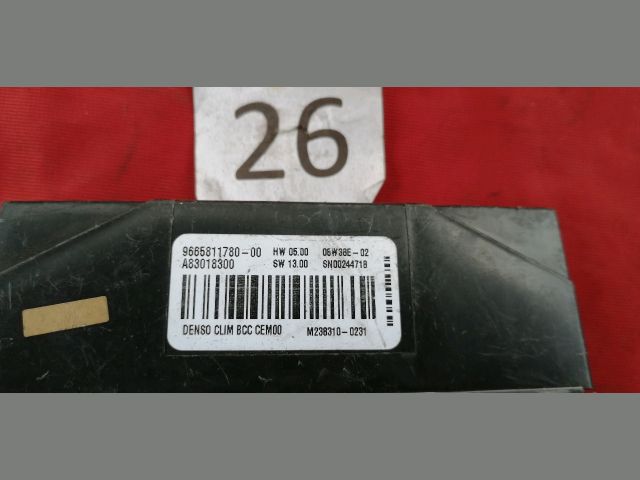 26
9665811780-00 HW 05.00 06W38E-02
A83018300 SW 13.00 SN00244718
DENSO CLIM BCC CEM00 M238310-0231